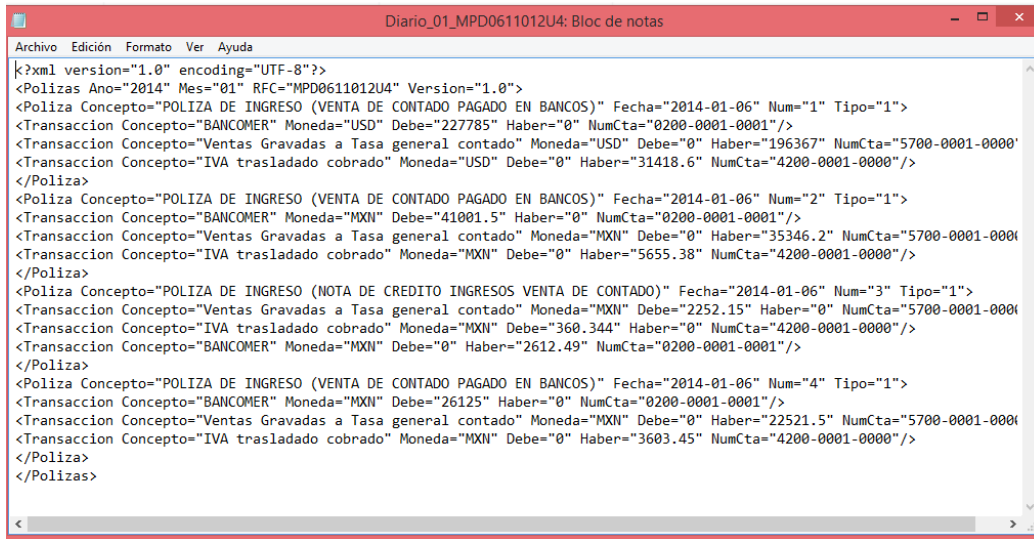 Diario_01_MPD0611012U4: Bloc de notas
Archivo Edición Formato Ver Ayuda
<?xml version="1.0" encoding="UTF-8"?>
<Polizas Ano="2014" Mes="01" RFC="MPD0611012U4" Version="1.0">
<Poliza Concepto="POLIZA DE INGRESO (VENTA DE CONTADO PAGADO EN BANCOS)" Fecha="2014-01-06" Num="1" Tipo="1">
<Transaccion Concepto="BANCOMER" Moneda="USD" Debe="227785" Haber="0" NumCta="0200-0001-0001"/>
<Transaccion Concepto="Ventas Gravadas a Tasa general contado" Moneda="USD" Debe="0" Haber="196367" NumCta="5700-0001-0000"
<Transaccion Concepto="IVA trasladado cobrado" Moneda="USD" Debe="0" Haber="31418.6" NumCta="4200-0001-0000"/>
</Poliza>
<Poliza Concepto="POLIZA DE INGRESO (VENTA DE CONTADO PAGADO EN BANCOS)" Fecha="2014-01-06" Num="2" Tipo="1">
<Transaccion Concepto="BANCOMER" Moneda="MXN" Debe="41001.5" Haber="0" NumCta="0200-0001-0001"/>
<Transaccion Concepto="Ventas Gravadas a Tasa general contado" Moneda="MXN" Debe="0" Haber="35346.2" NumCta="5700-0001-000
<Transaccion Concepto="IVA trasladado cobrado" Moneda="MXN" Debe="0" Haber="5655.38" NumCta="4200-0001-0000"/>
</Poliza>
<Poliza Concepto="POLIZA DE INGRESO (NOTA DE CREDITO INGRESOS VENTA DE CONTADO)" Fecha="2014-01-06" Num="3" Tipo="1">
<Transaccion Concepto="Ventas Gravadas a Tasa general contado" Moneda="MXN" Debe="2252.15" Haber="0" NumCta="5700-0001-000
<Transaccion Concepto="IVA trasladado cobrado" Moneda="MXN" Debe="360.344" Haber="0" NumCta="4200-0001-0000"/>
<Transaccion Concepto="BANCOMER" Moneda="MXN" Debe="0" Haber="2612.49" NumCta="0200-0001-0001"/>
</Poliza>
<Poliza Concepto="POLIZA DE INGRESO (VENTA DE CONTADO PAGADO EN BANCOS)" Fecha="2014-01-06" Num="4" Tipo="1">
<Transaccion Concepto="BANCOMER" Moneda="MXN" Debe="26125" Haber="0" NumCta="0200-0001-0001"/>
<Transaccion Concepto="Ventas Gravadas a Tasa general contado" Moneda="MXN" Debe="0" Haber="22521.5" NumCta="5700-0001-000
<Transaccion Concepto="IVA trasladado cobrado" Moneda="MXN" Debe="0" Haber="3603.45" NumCta="4200-0001-0000"/>
</Poliza>
</Polizas>